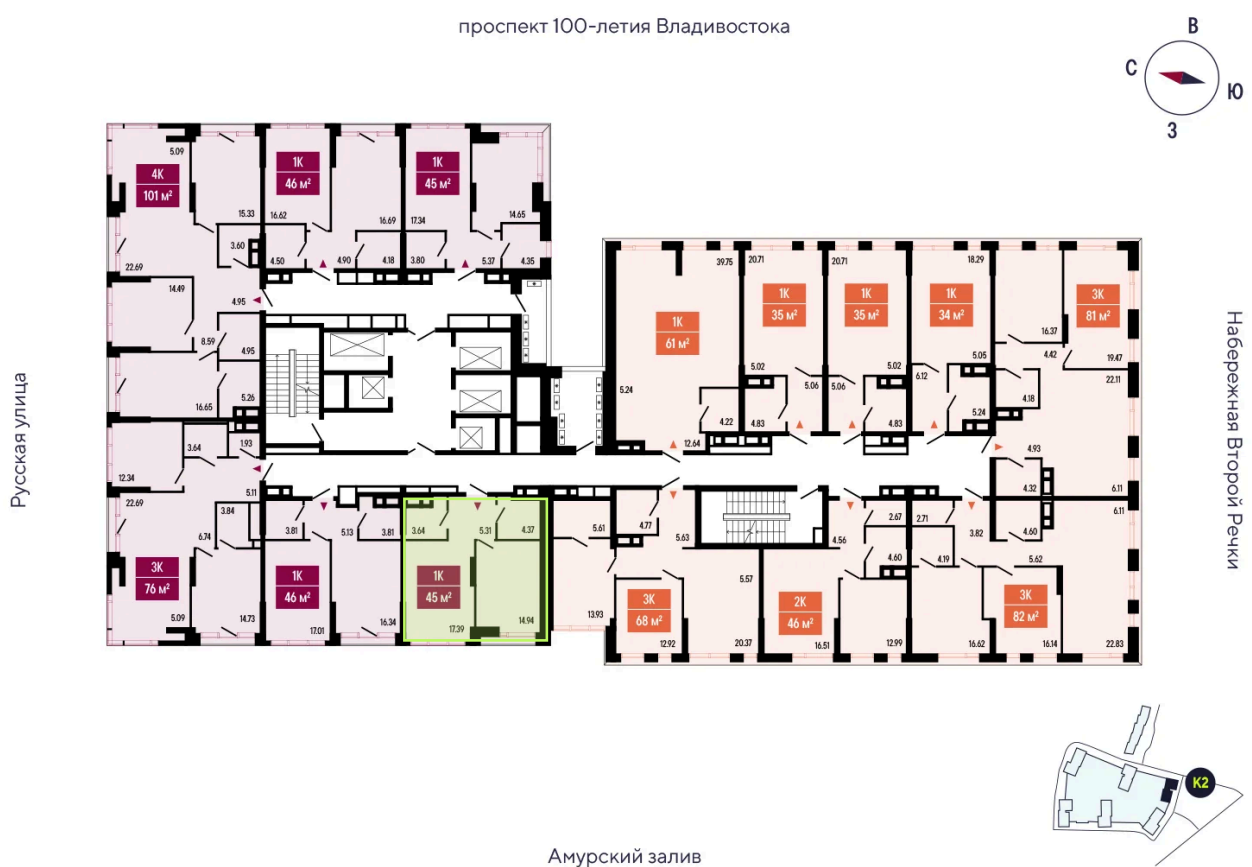 проспект 100-летия Владивостока
В
С
Ю
З
5.09
4К
101 м²
15.33
3.60
22.69
1К
46 м²
16.62
16.69
4.50
4.90
4.18
1К
45 м²
17.34
14.65
3.80
5.37
4.35
14.49
4.95
8.59
4.95
16.65
5.26
39.75
1К
61 м²
5.24
4.22
12.64
20.71
1К
35 м²
5.02
5.06
4.83
20.71
1К
35 м²
5.02
5.06
4.83
18.29
1К
34 м²
5.05
6.12
5.24
3К
81 м²
16.37
4.42
19.47
22.11
4.18
4.93
4.32
6.11
Русская улица
Набережная Второй Речки
3.64
1.93
12.34
5.11
22.69
3.84
6.74
3К
76 м²
5.09
14.73
3.81
5.13
3.81
1К
46 м²
17.01
16.34
3.64
5.31
4.37
1К
45 м²
17.39
14.94
5.61
4.77
5.63
5.57
3К
68 м²
13.93
12.92
20.37
2.67
4.56
4.60
2К
46 м²
16.51
12.99
2.71
3.82
4.60
6.11
4.19
5.62
3К
82 м²
16.62
16.14
22.83
К2
Амурский залив